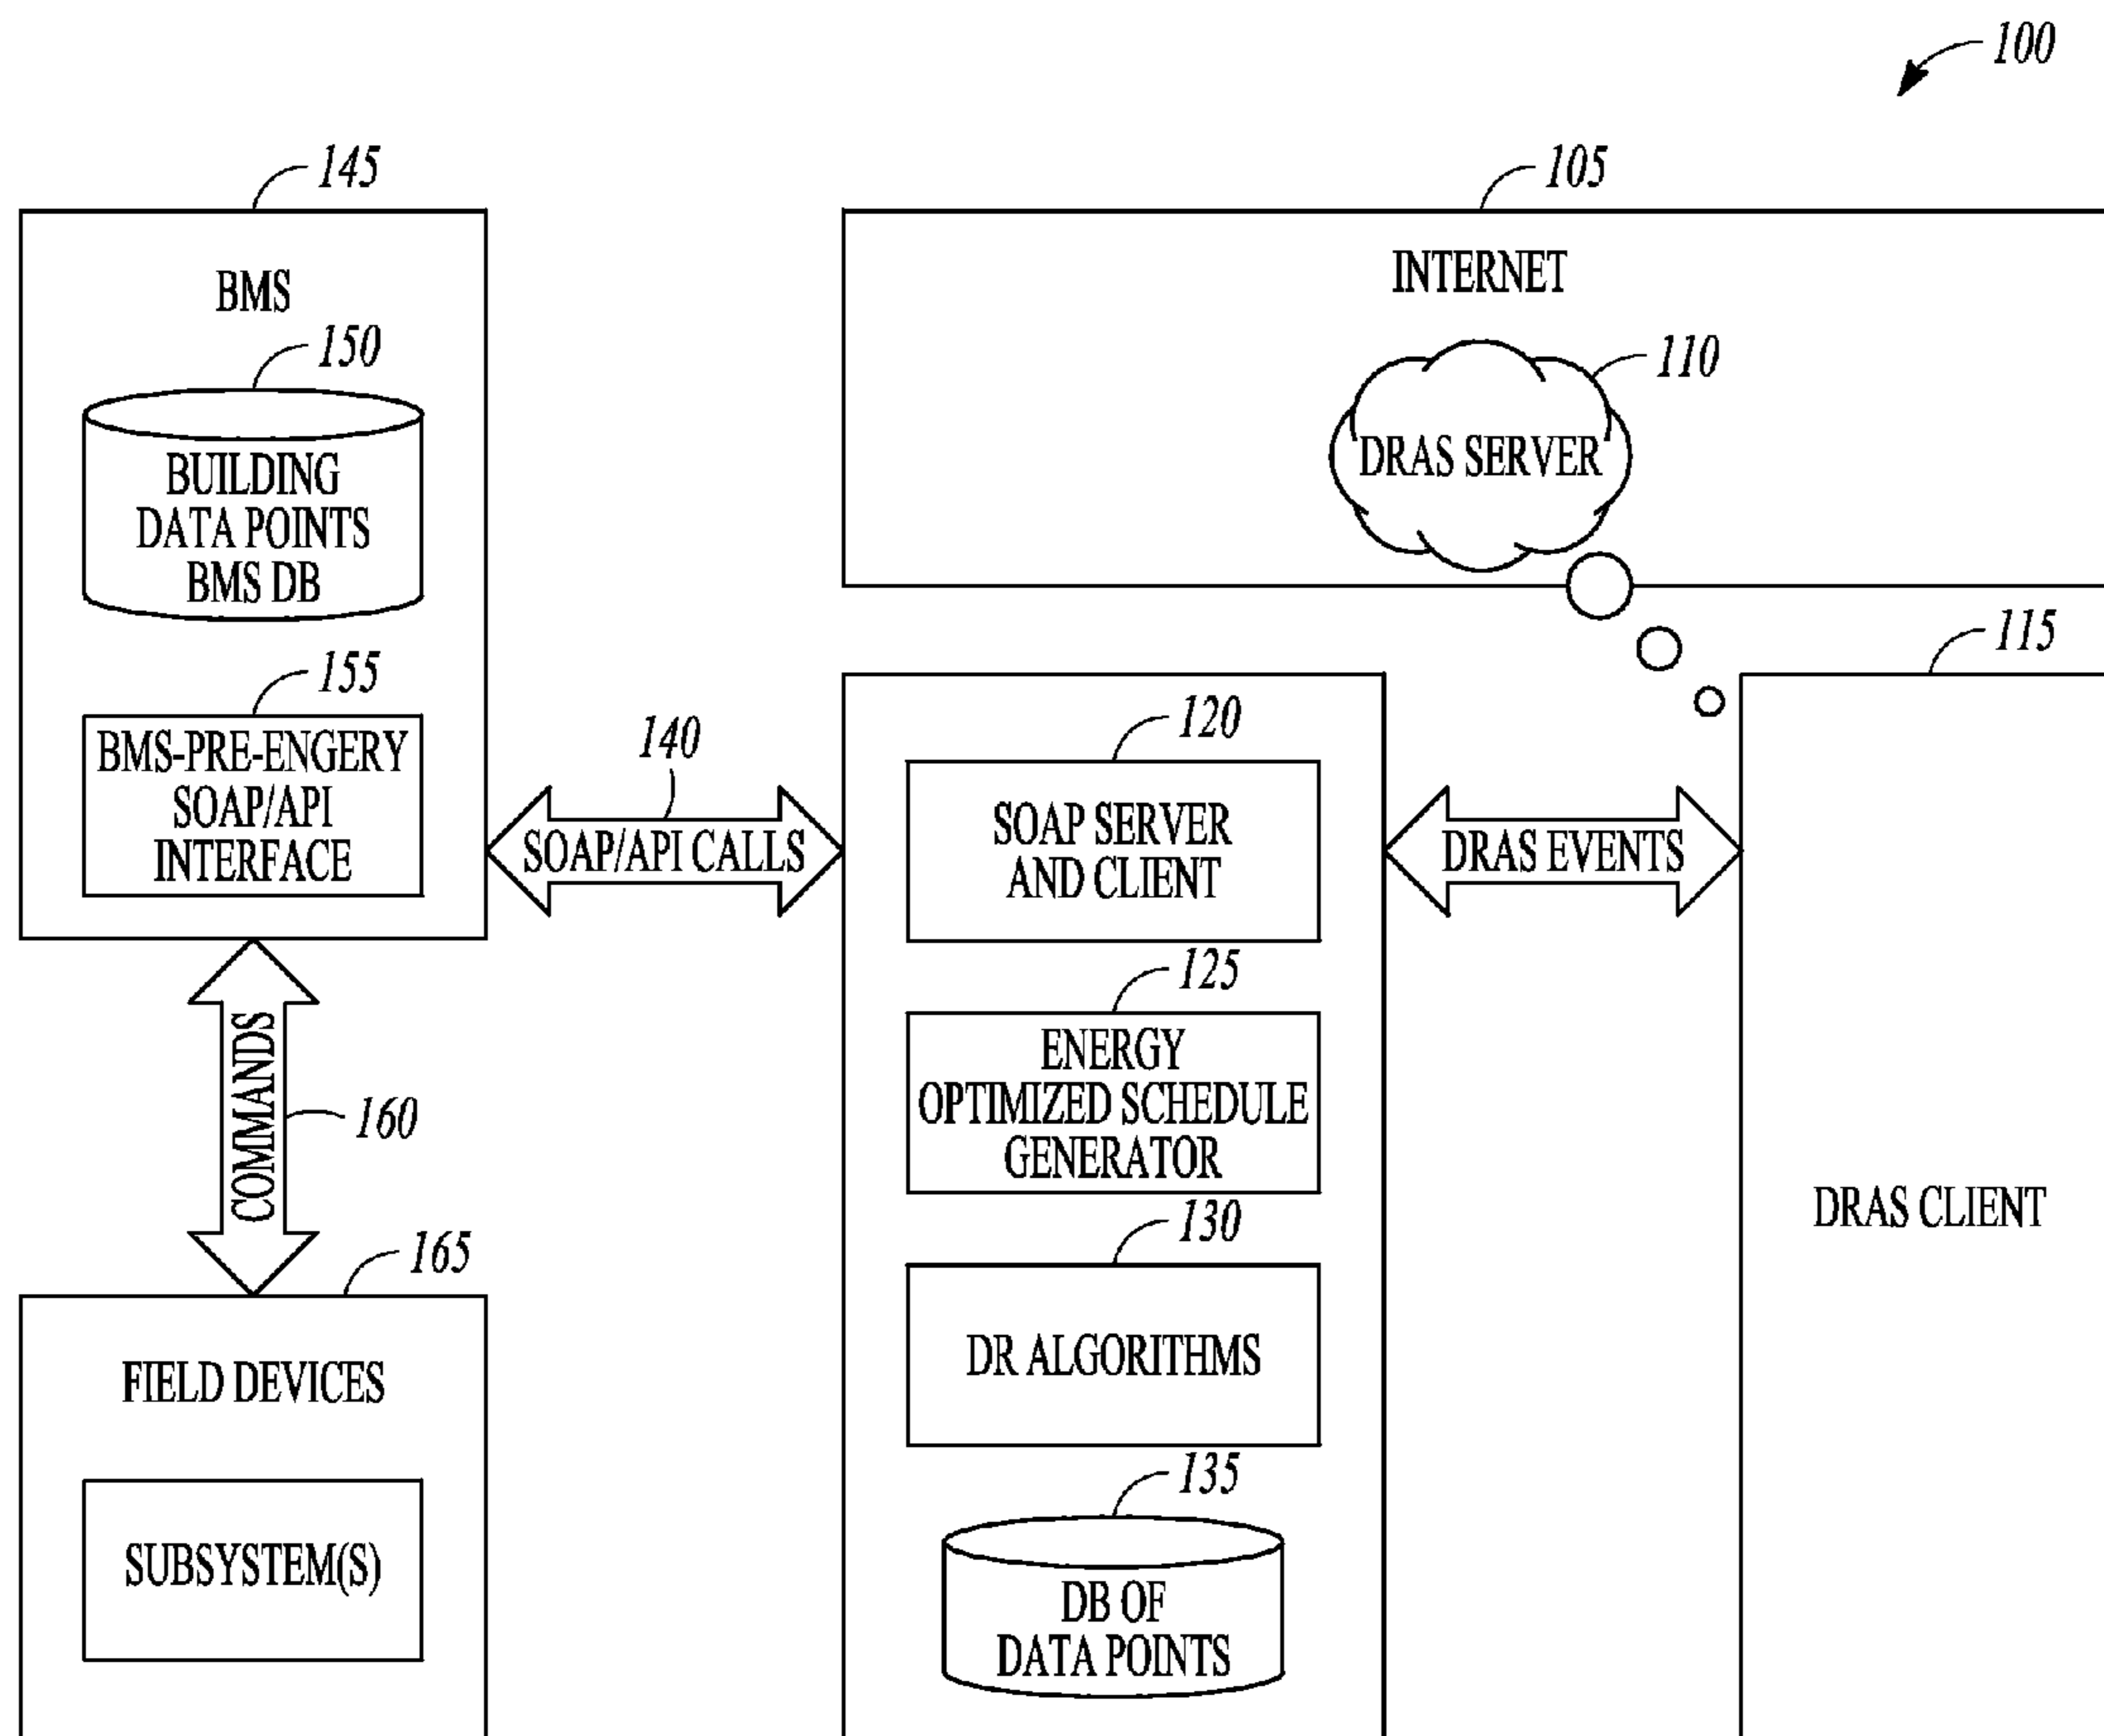 100
145
BMS
150
BUILDING
DATA POINTS
BMS DB
155
BMS-PRE-ENGERY
SOAP/API
INTERFACE
160
COMMANDS
165
FIELD DEVICES
SUBSYSTEM(S)
140
SOAP/API CALLS
105
INTERNET
110
DRAS SERVER
120
SOAP SERVER
AND CLIENT
125
ENERGY
OPTIMIZED SCHEDULE
GENERATOR
130
DR ALGORITHMS
135
DB OF
DATA POINTS
DRAS EVENTS
115
DRAS CLIENT